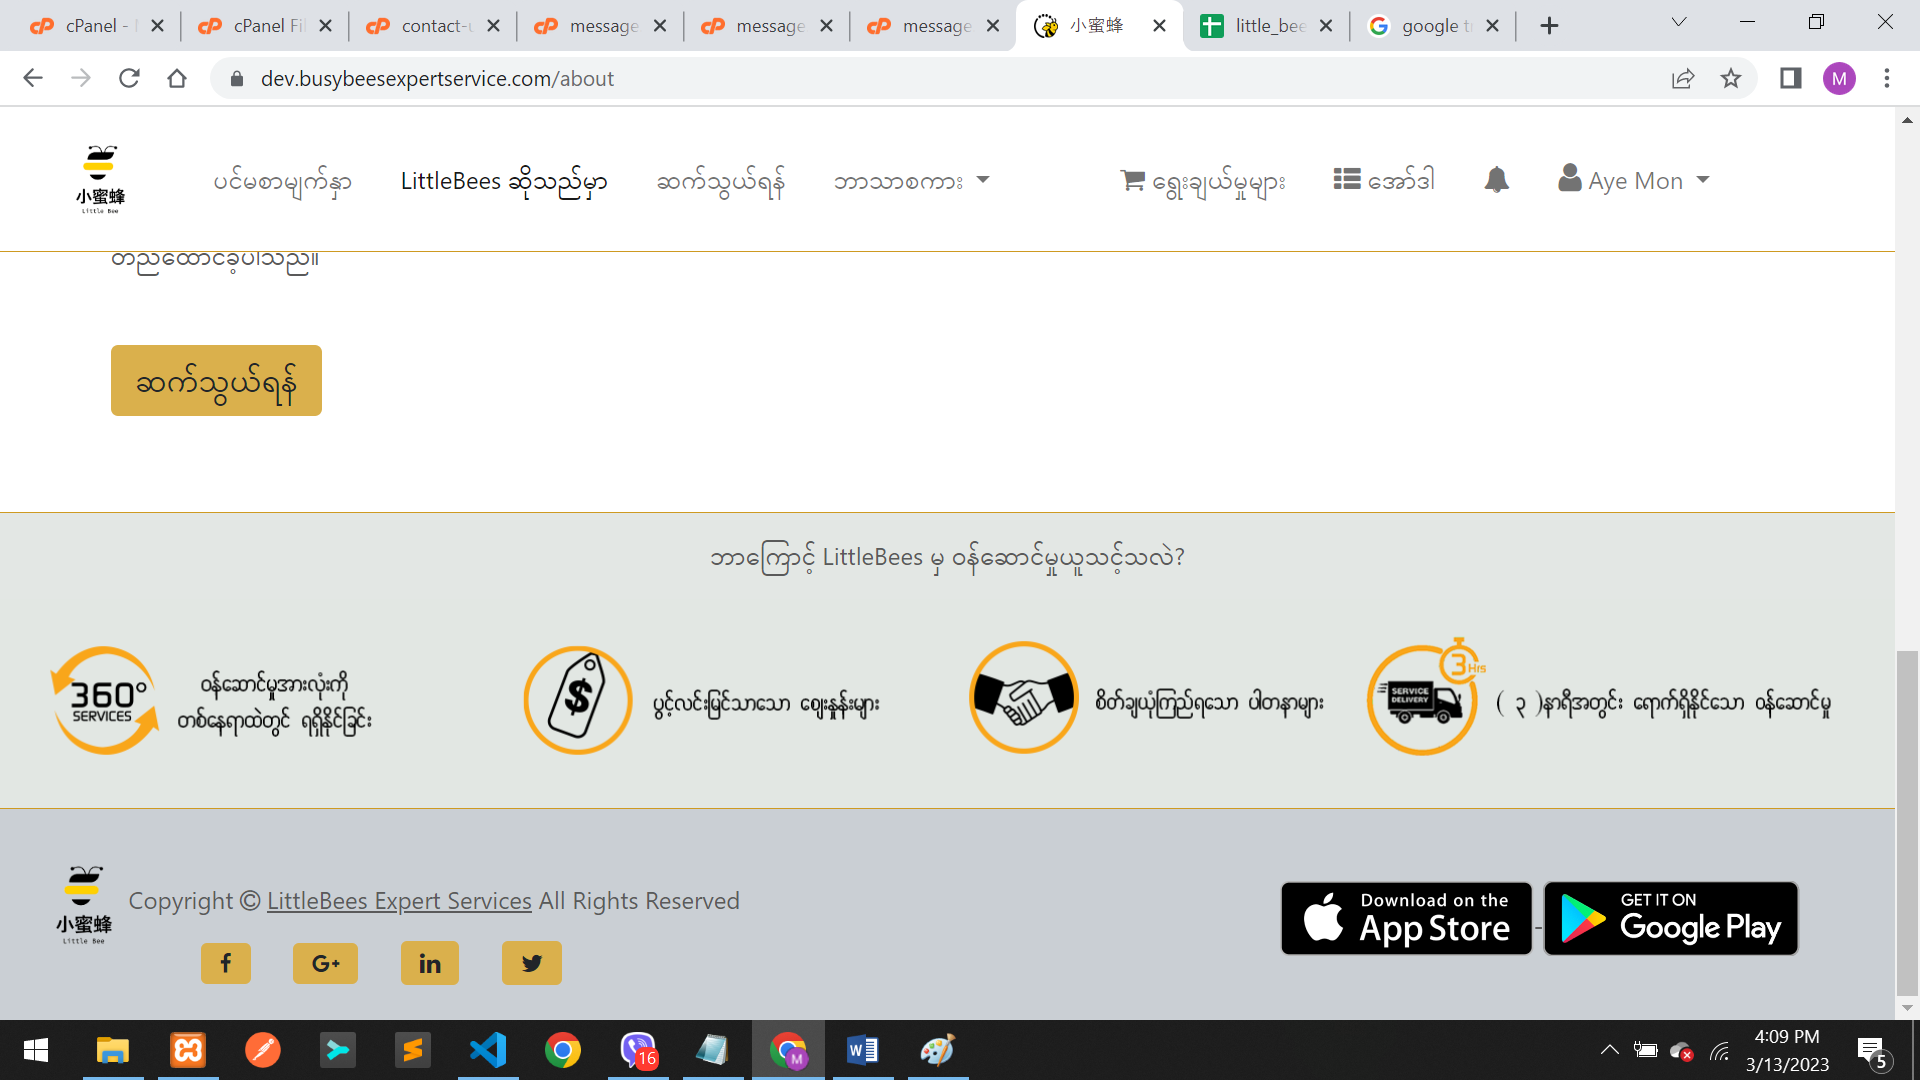 cPanel -
cPanel Fi
contact-u
message
message
message
小蜜蜂
little_bee
google t
dev.busybeesexpertservice.com/about
M
小蜜蜂
Little Bee
ပင်မစာမျက်နှာ
LittleBees ဆိုသည်မှာ
ဆက်သွယ်ရန်
ဘာသာစကား
ရွေးချယ်မှုများ
အော်ဒါ
Aye Mon
တည်ထောင်ခဲ့ပါသည်။
ဆက်သွယ်ရန်
ဘာကြောင့် LittleBees မှ ဝန်ဆောင်မှုယူသင့်သလဲ?
360°
SERVICES
ဝန်ဆောင်မှုအားလုံးကို
တစ်နေရာထဲတွင် ရရှိနိုင်ခြင်း
$
ပွင့်လင်းမြင်သာသော ဈေးနှုန်းများ
စိတ်ချယုံကြည်ရသော ပါတနာများ
3 Hrs
SERVICE
DELIVERY
( ၃ )နာရီအတွင်း ရောက်ရှိနိုင်သော ဝန်ဆောင်မှု
小蜜蜂
Little Bee
Copyright © LittleBees Expert Services All Rights Reserved
Download on the
App Store
GET IT ON
Google Play
f
G+
in
16
M
4:09 PM
3/13/2023
5